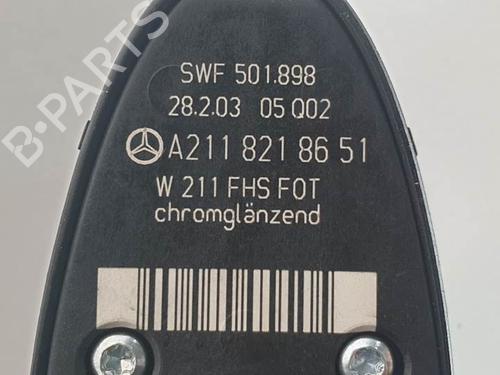 SWF 501.898
28.2.03 05 Q02
A211 821 86 51
W 211 FHS FOT
chromglänzend
B-PARTS